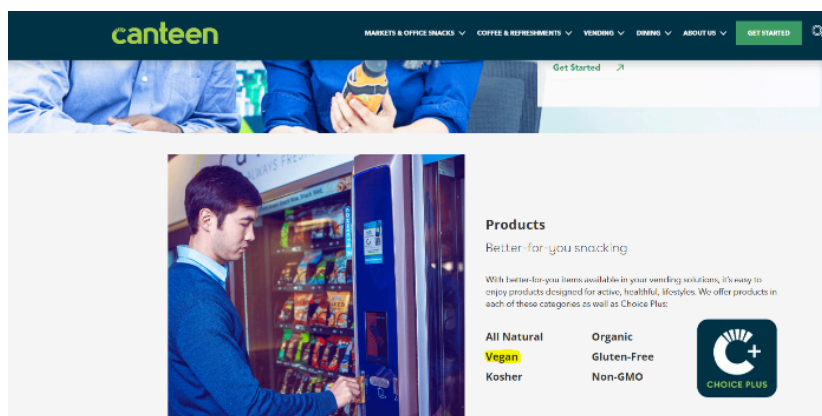 canteen
MARKETS & OFFICE SNACKS
COFFEE & REFRESHMENTS
VENDING
DINING
ABOUT US
GET STARTED
Get Started
ALWAYS FRESH
Products
Better-for-you snacking
With better-for-you items available in your vending solutions, it's easy to
enjoy products designed for active, healthful, lifestyles. We offer products in
each of these categories as well as Choice Plus:
All Natural
Organic
Vegan
Gluten-Free
Kosher
Non-GMO
C+
CHOICE PLUS